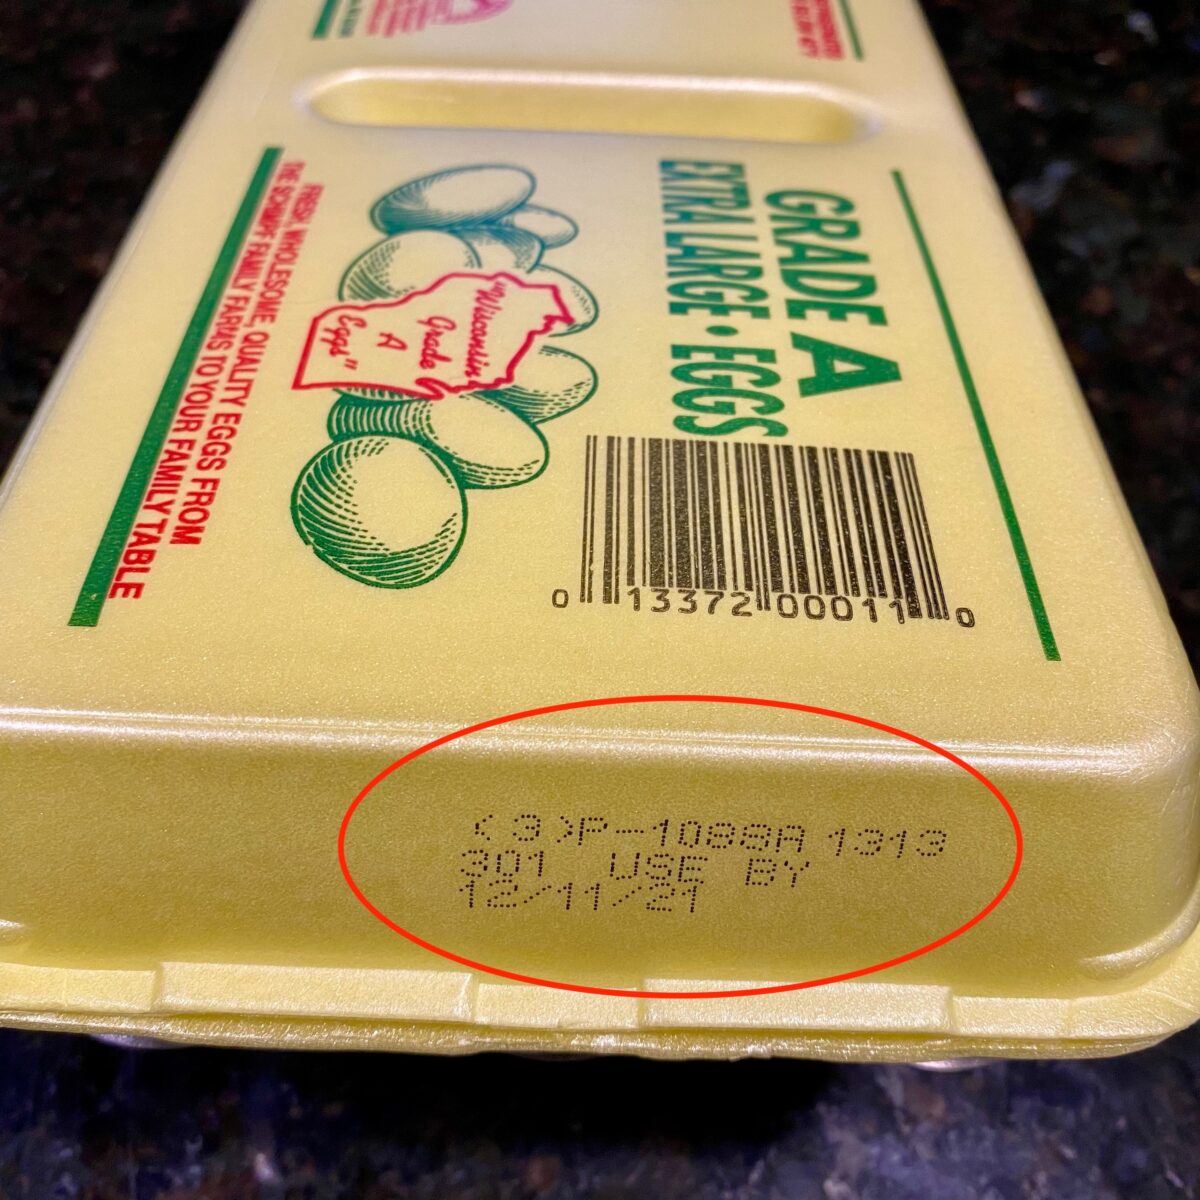 GRADE A
EXTRA LARGE • EGGS
"Wisconsin
Grade
A
Eggs"
FRESH, WHOLESOME, QUALITY EGGS FROM
THE SCHIMPF FAMILY FARMS TO YOUR FAMILY TABLE
0 13372 00011 0
< 3 >P-1088A 1313
301 USE BY
12/11/21